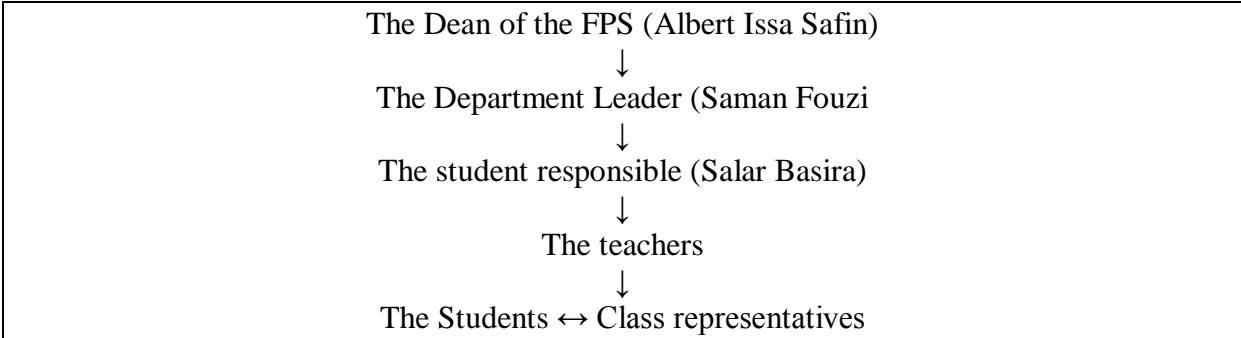 The Dean of the FPS (Albert Issa Safin)
↓
The Department Leader (Saman Fouzi
↓
The student responsible (Salar Basira)
↓
The teachers
↓
The Students ↔ Class representatives